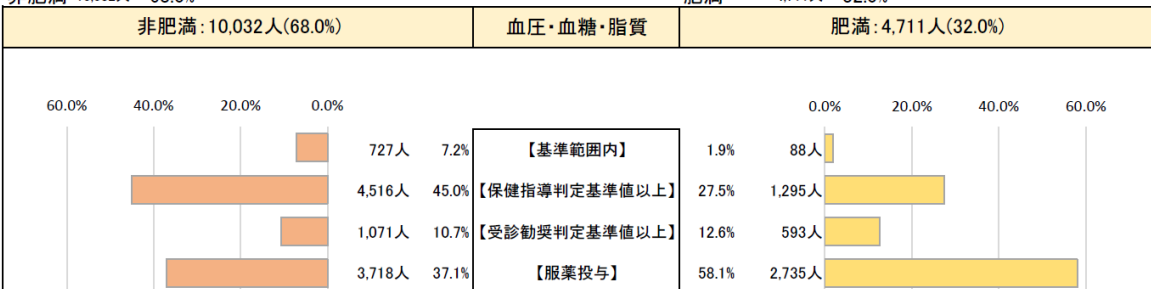 非肥満:10,032人(68.0%) 血圧・血糖・脂質 肥満:4,711人(32.0%)
60.0% 40.0% 20.0% 0.0% 0.0% 20.0% 40.0% 60.0%
727人 7.2% 【基準範囲内】 1.9% 88人
4,516人 45.0% 【保健指導判定基準値以上】 27.5% 1,295人
1,071人 10.7% 【受診勧奨判定基準値以上】 12.6% 593人
3,718人 37.1% 【服薬投与】 58.1% 2,735人